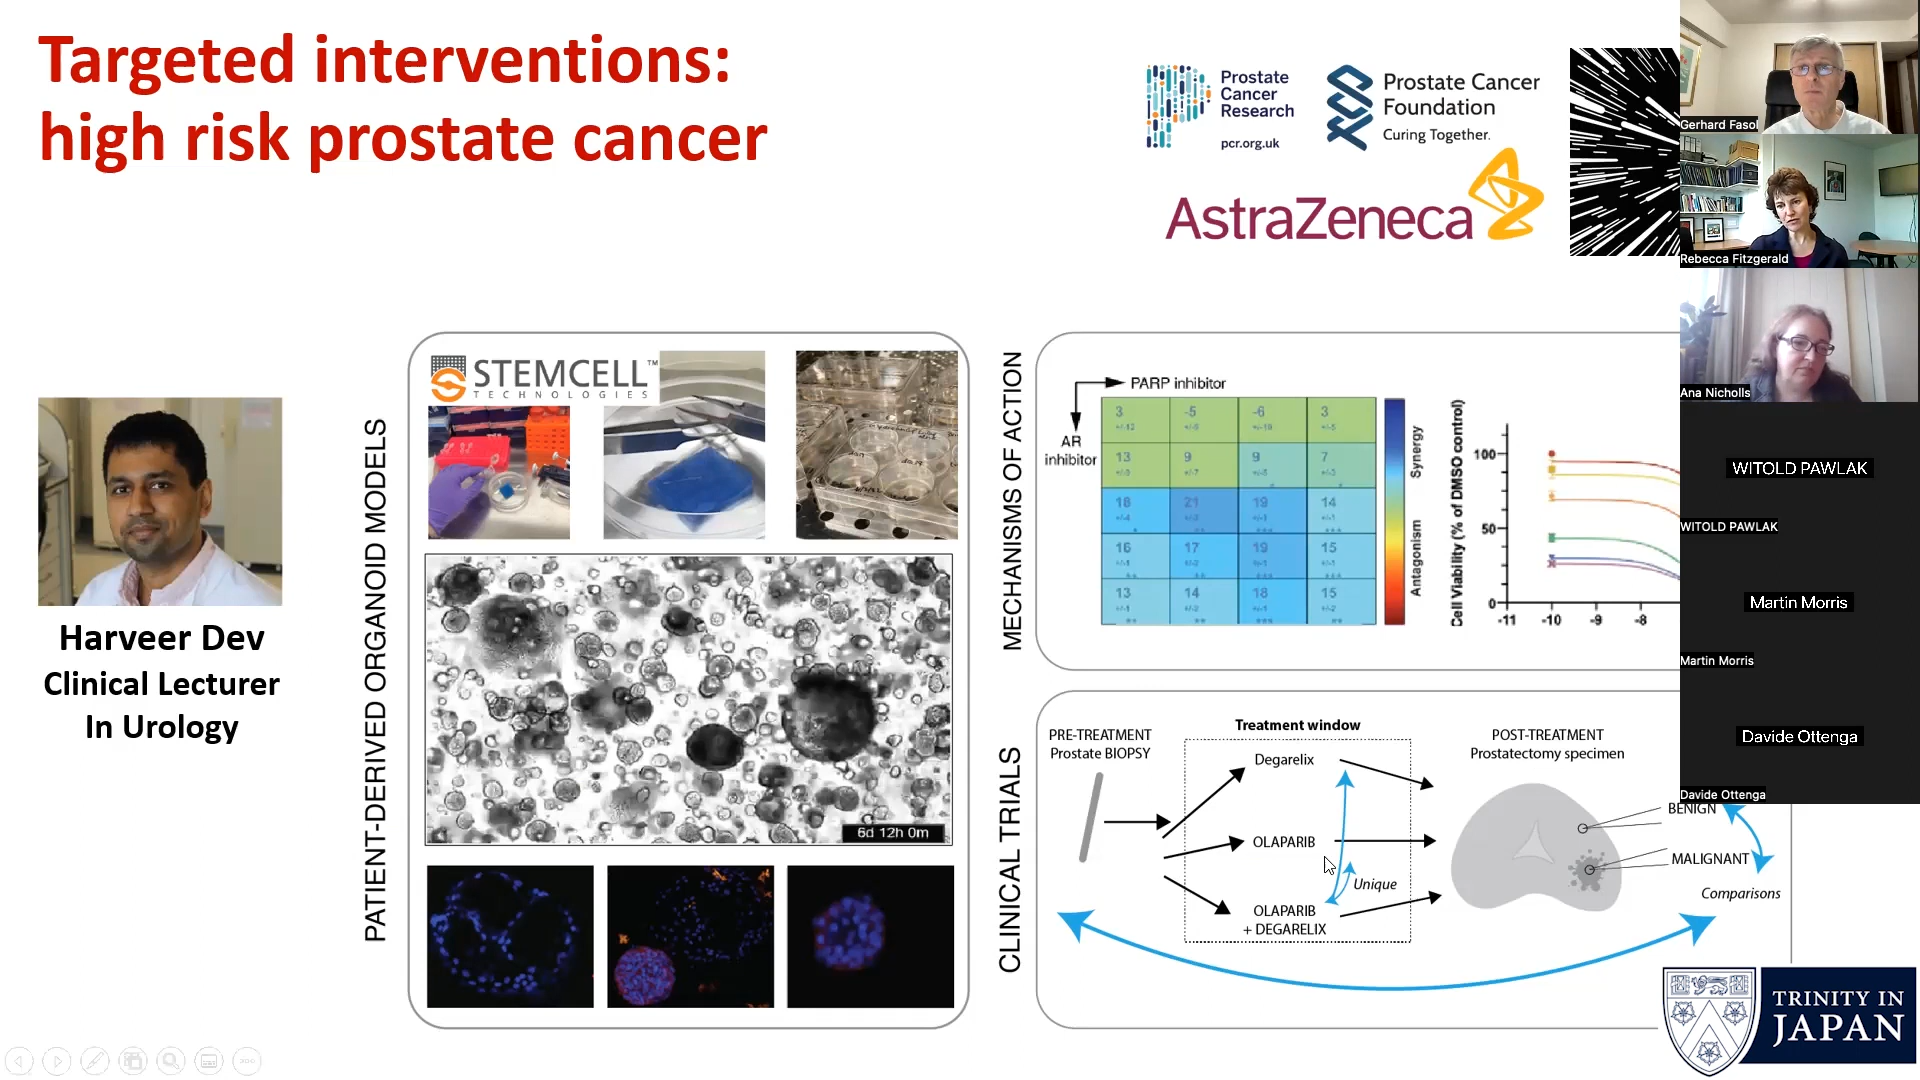 Targeted interventions:
high risk prostate cancer
Prostate
Cancer
Research
pcr.org.uk
Prostate Cancer
Foundation
Curing Together.
AstraZeneca
Gerhard Fasol
Rebecca Fitzgerald
Ana Nicholls
WITOLD PAWLAK
WITOLD PAWLAK
Martin Morris
Martin Morris
Davide Ottenga
Davide Ottenga
Harveer Dev
Clinical Lecturer
In Urology
PATIENT-DERIVED ORGANOID MODELS
STEMCELL™
TECHNOLOGIES
6d 12h 0m
MECHANISMS OF ACTION
PARP inhibitor
AR
inhibitor
3 -5 -6 3
13 9 9 7
18 21 19 14
16 17 19 15
13 14 18 15
Synergy
Antagonism
Cell Viability (% of DMSO control)
100
50
0
-11 -10 -9 -8
CLINICAL TRIALS
PRE-TREATMENT
Prostate BIOPSY
Treatment window
Degarelix
OLAPARIB
Unique
OLAPARIB
+ DEGARELIX
POST-TREATMENT
Prostatectomy specimen
BENIGN
MALIGNANT
Comparisons
TRINITY IN
JAPAN